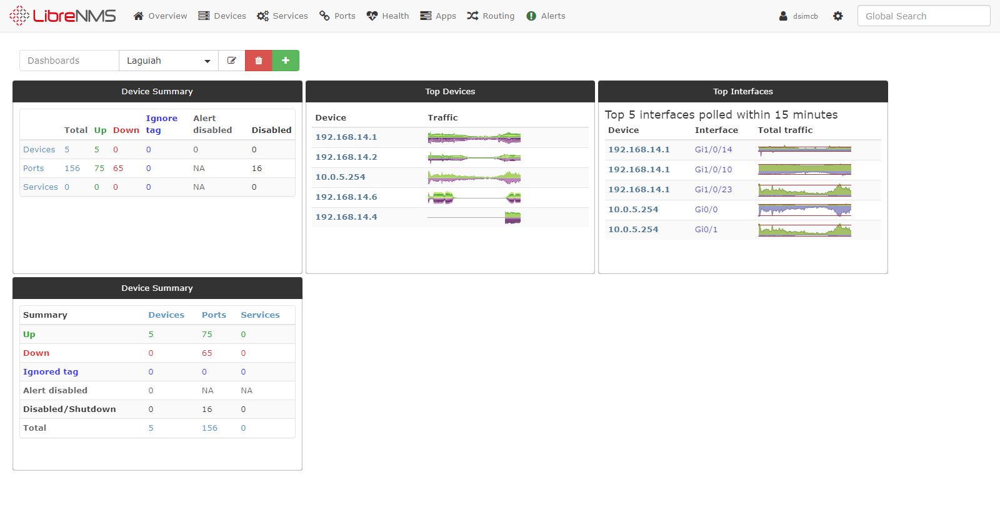 LibreNMS Overview Devices Services Ports Health Apps Routing Alerts dsimcb Global Search
Dashboards Laguiah
Device Summary
Total Up Down Ignore tag Alert disabled Disabled
Devices 5 5 0 0 0 0
Ports 156 75 65 0 NA 16
Services 0 0 0 0 NA 0
Top Devices
Device Traffic
192.168.14.1
192.168.14.2
10.0.5.254
192.168.14.6
192.168.14.4
Top Interfaces
Top 5 interfaces polled within 15 minutes
Device Interface Total traffic
192.168.14.1 Gi1/0/14
192.168.14.1 Gi1/0/10
192.168.14.1 Gi1/0/23
10.0.5.254 Gi0/0
10.0.5.254 Gi0/1
Device Summary
Summary Devices Ports Services
Up 5 75 0
Down 0 65 0
Ignored tag 0 0 0
Alert disabled 0 NA NA
Disabled/Shutdown 0 16 0
Total 5 156 0